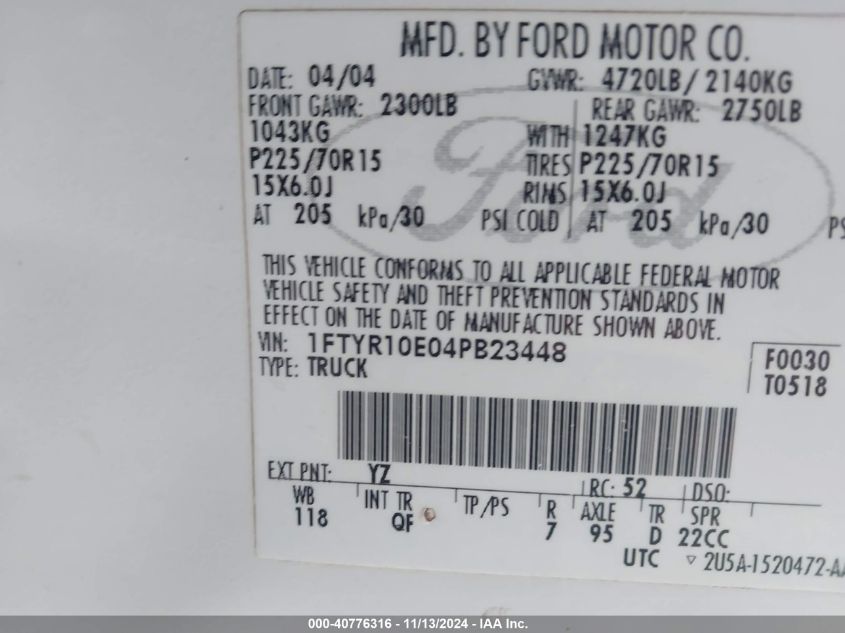 MFD. BY FORD MOTOR CO.
DATE: 04/04 GVWR: 4720LB/ 2140KG
FRONT GAWR: 2300LB REAR GAWR: 2750LB
1043KG WITH 1247KG
P225/70R15 TIRES P225/70R15
15X6.0J RIMS 15X6.0J
AT 205 kPa/30 PSI COLD AT 205 kPa/30 PS
Ford
THIS VEHICLE CONFORMS TO ALL APPLICABLE FEDERAL MOTOR
VEHICLE SAFETY AND THEFT PREVENTION STANDARDS IN
EFFECT ON THE DATE OF MANUFACTURE SHOWN ABOVE.
VIN: 1FTYR10E04PB23448 F0030
TYPE: TRUCK T0518
EXT PNT: YZ RC: 52 DSO:
WB INT TR TP/PS R AXLE TR SPR
118 QF 7 95 D 22CC
UTC ▽ 2U5A-1520472-AA
000-40776316 - 11/13/2024 - IAA Inc.